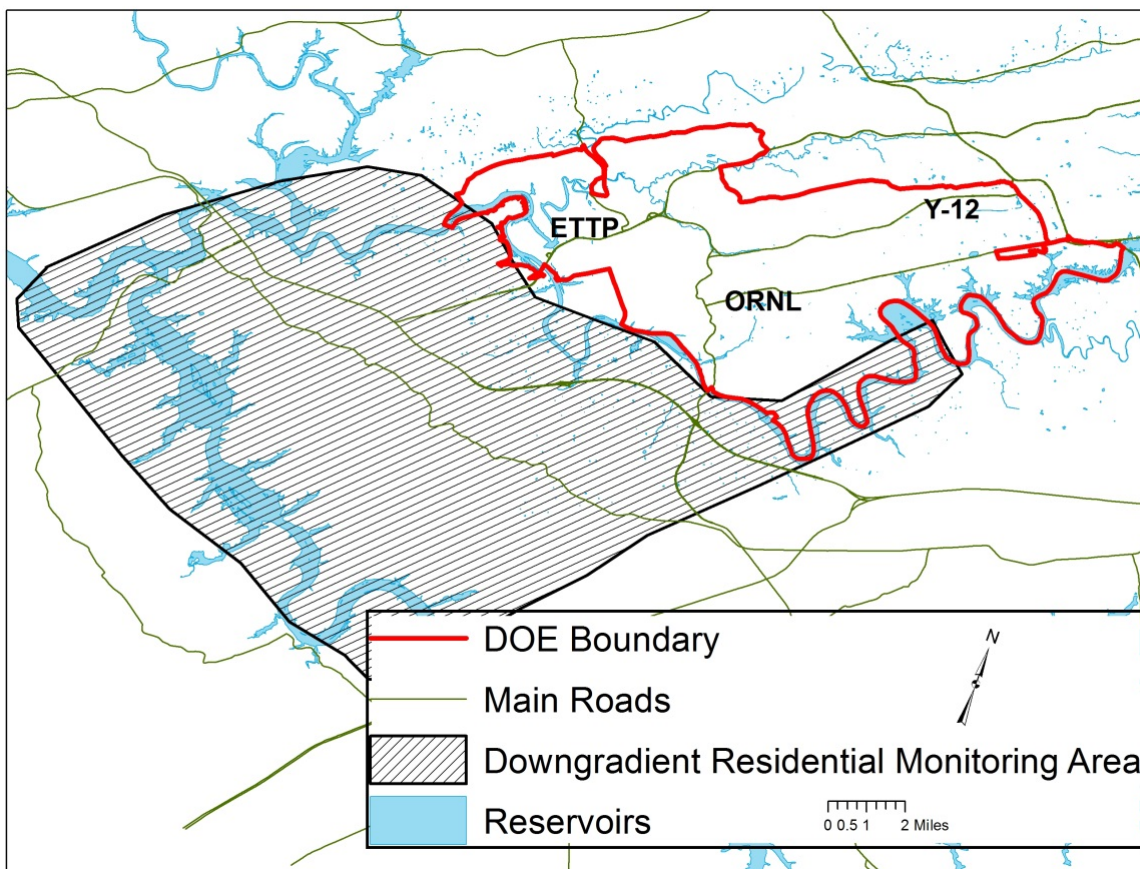 ETTP
Y-12
ORNL
DOE Boundary
N
Main Roads
Downgradient Residential Monitoring Area
Reservoirs
0 0.5 1 2 Miles